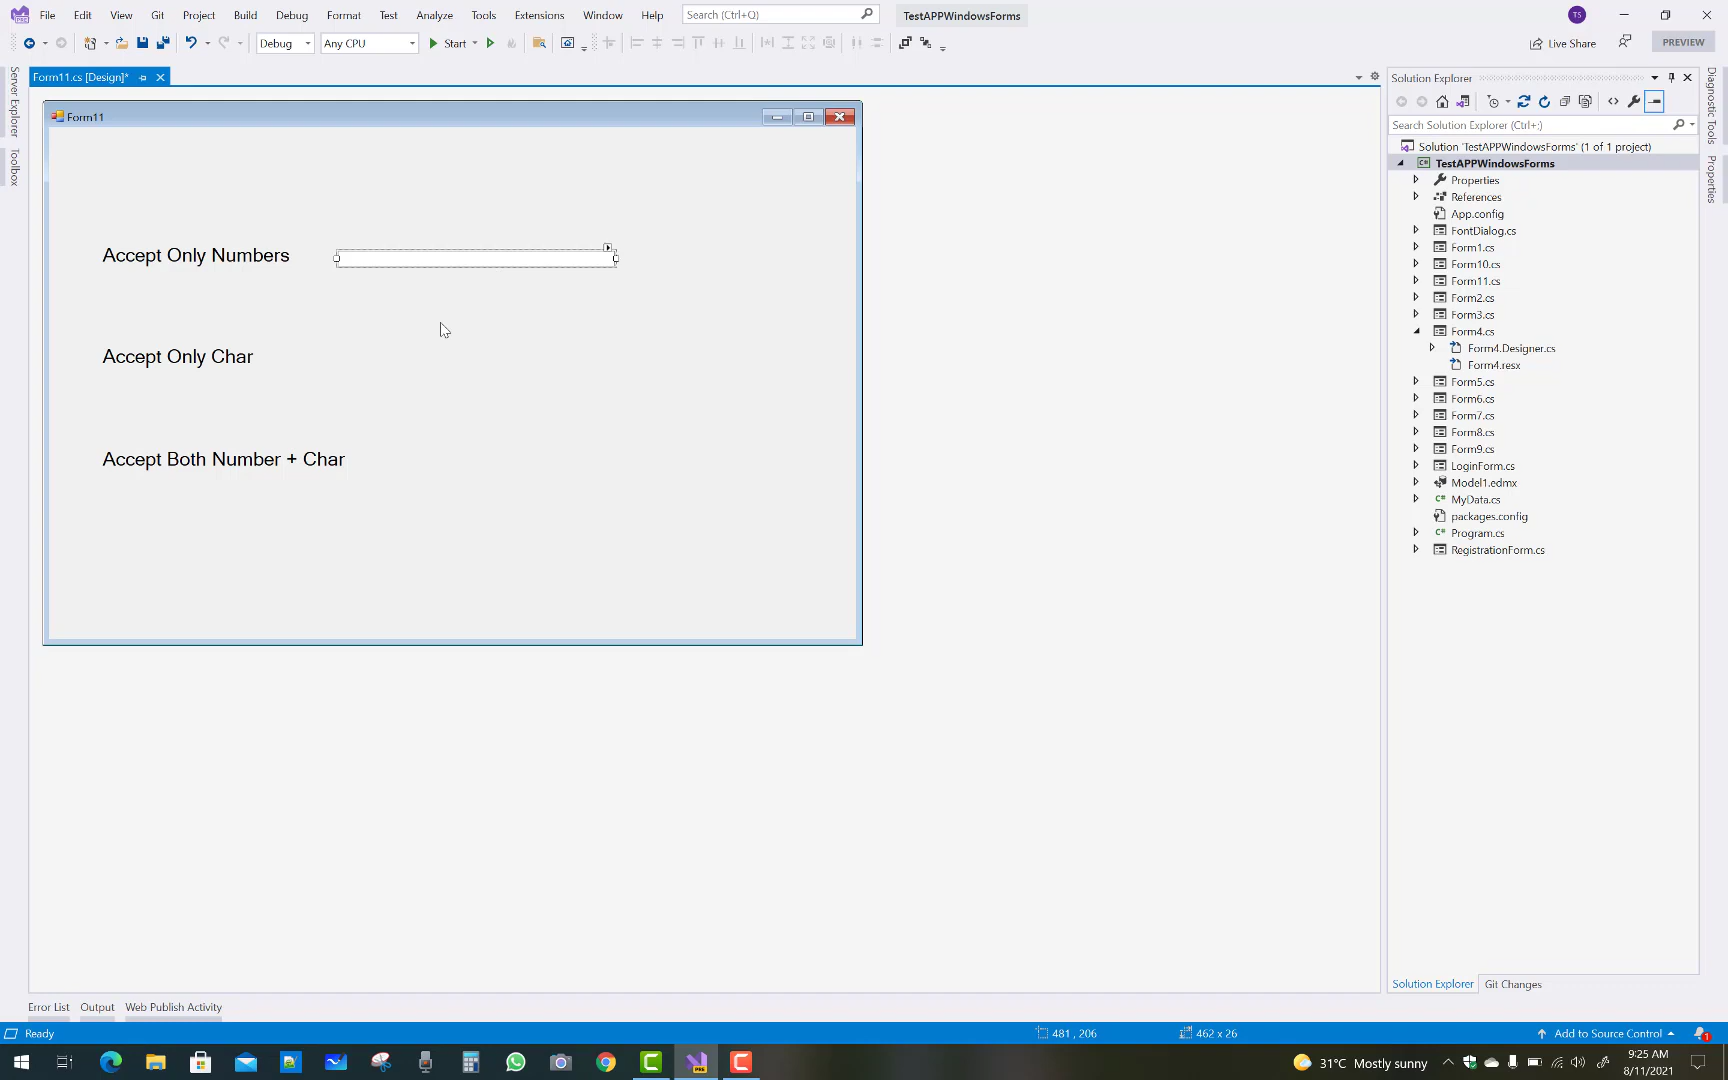 File Edit View Git Project Build Debug Format Test Analyze Tools Extensions Window Help Search (Ctrl+Q) TestAPPWindowsForms TS
Debug Any CPU Start Live Share PREVIEW
Form11.cs [Design]*
Server Explorer
Toolbox
Form11
Accept Only Numbers
Accept Only Char
Accept Both Number + Char
Solution Explorer
Search Solution Explorer (Ctrl+;)
Solution 'TestAPPWindowsForms' (1 of 1 project)
C# TestAPPWindowsForms
Properties
References
App.config
FontDialog.cs
Form1.cs
Form10.cs
Form11.cs
Form2.cs
Form3.cs
Form4.cs
Form4.Designer.cs
Form4.resx
Form5.cs
Form6.cs
Form7.cs
Form8.cs
Form9.cs
LoginForm.cs
Model1.edmx
C# MyData.cs
packages.config
C# Program.cs
RegistrationForm.cs
Solution Explorer Git Changes
Diagnostic Tools
Properties
Error List Output Web Publish Activity
Ready 481 , 206 462 x 26 Add to Source Control 1
31°C Mostly sunny 9:25 AM
8/11/2021